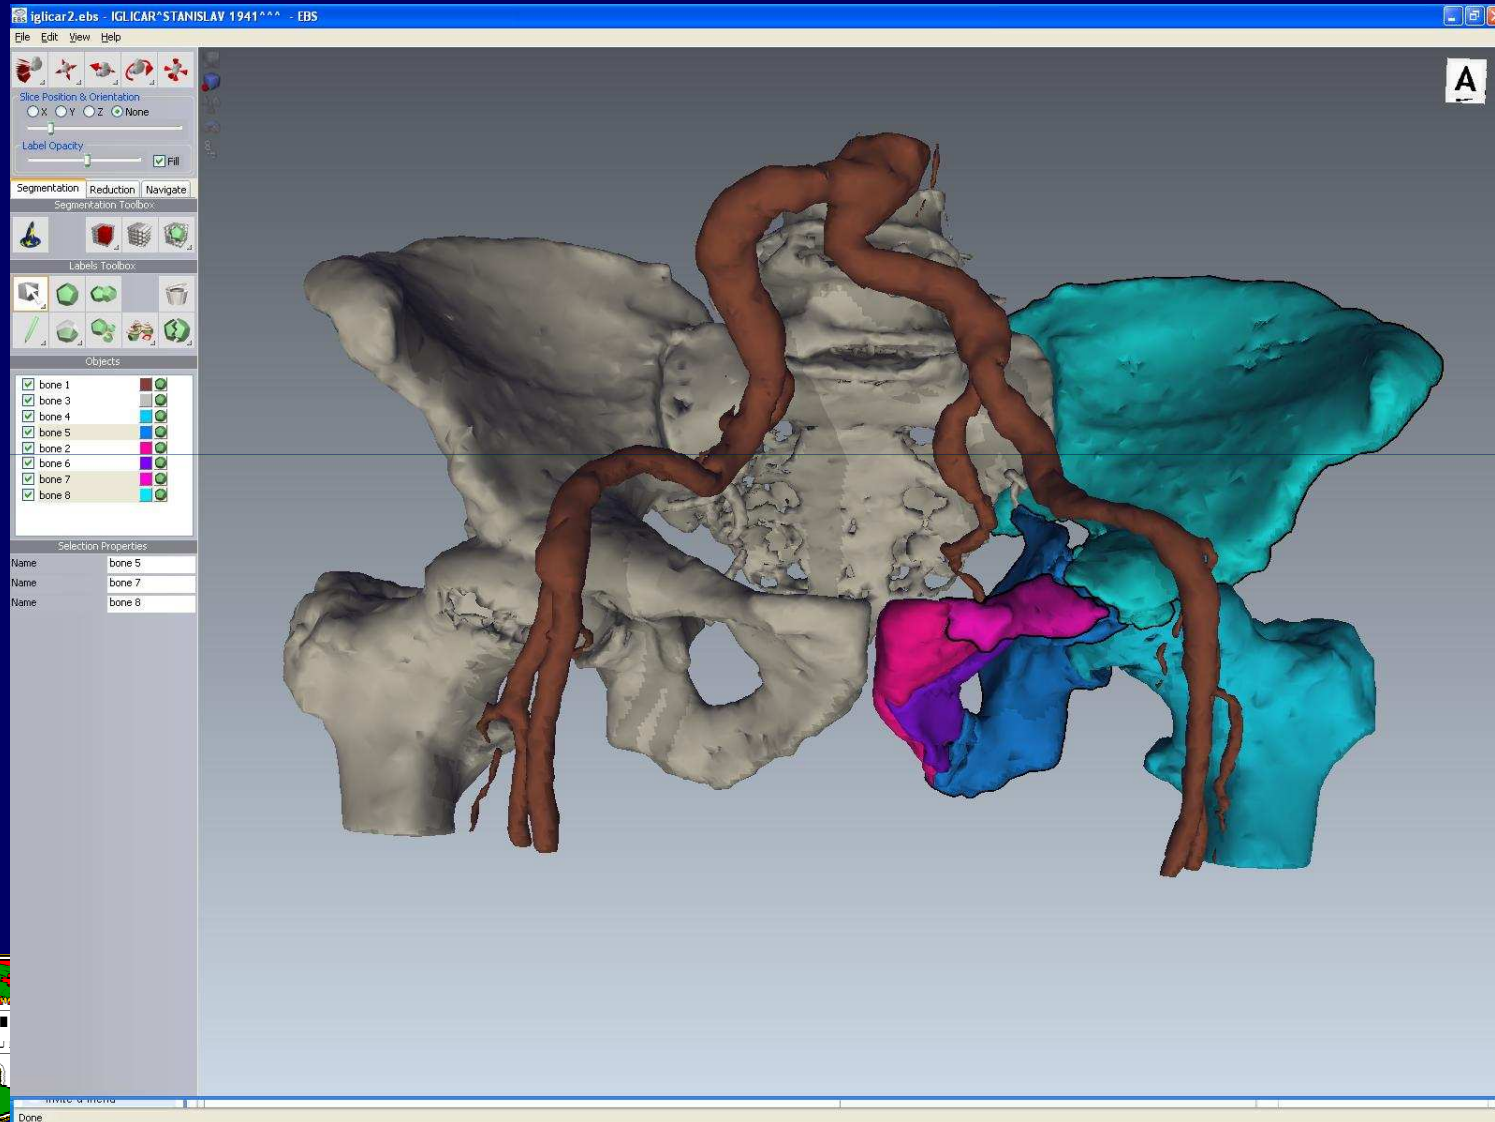 iglicar2.ebs - IGLICAR^STANISLAV 1941^^^ - EBS
File Edit View Help
Slice Position & Orientation
X Y Z None
Label Opacity
Fill
Segmentation Reduction Navigate
Segmentation Toolbox
Labels Toolbox
Objects
bone 1
bone 3
bone 4
bone 5
bone 2
bone 6
bone 7
bone 8
Selection Properties
Name bone 5
Name bone 7
Name bone 8
A
Done